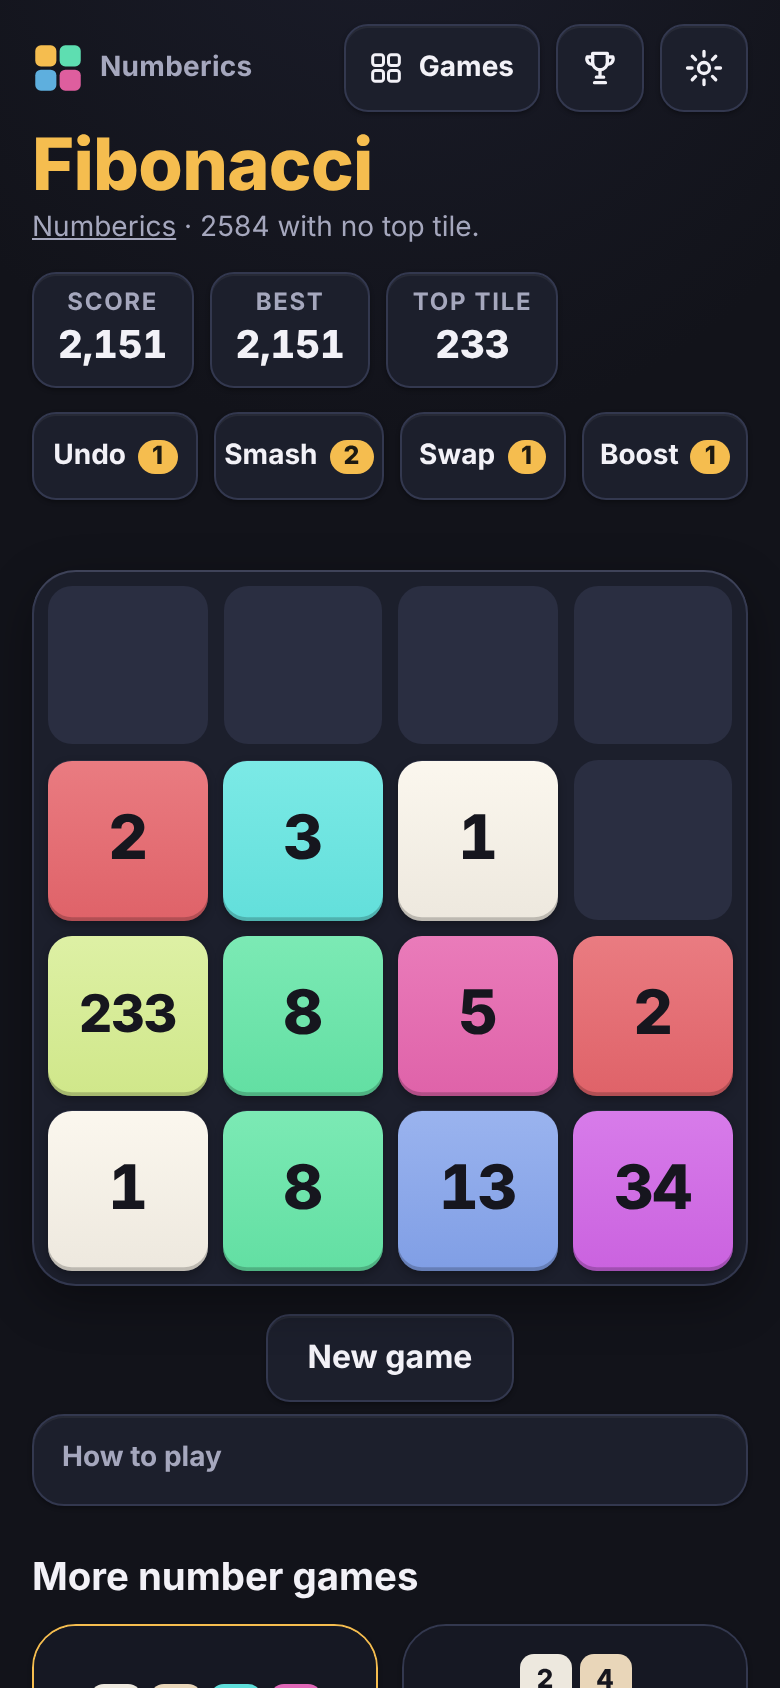 Numberics
Games
Fibonacci
Numberics · 2584 with no top tile.
SCORE BEST TOP TILE
2,151 2,151 233
Undo 1 Smash 2 Swap 1 Boost 1
2 3 1
233 8 5 2
1 8 13 34
New game
How to play
More number games
2 4